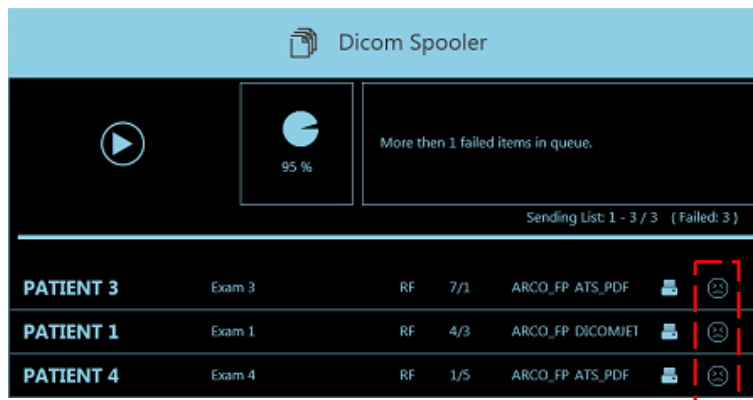 Dicom Spooler
95 %
More then 1 failed items in queue.
Sending List: 1 - 3 / 3 ( Failed: 3 )
PATIENT 3 Exam 3 RF 7/1 ARCO_FP ATS_PDF
PATIENT 1 Exam 1 RF 4/3 ARCO_FP DICOMJET
PATIENT 4 Exam 4 RF 1/5 ARCO_FP ATS_PDF